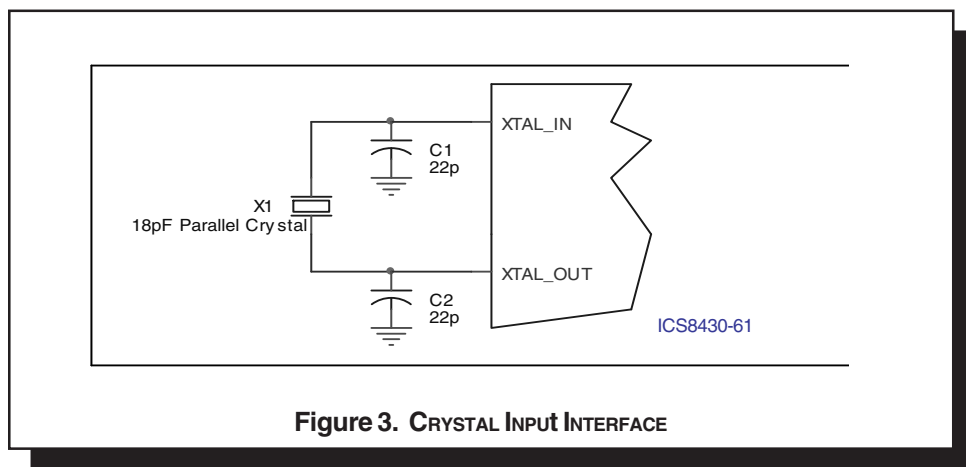 XTAL_IN
C1
22p
X1
18pF Parallel Crystal
XTAL_OUT
C2
22p
ICS8430-61
Figure 3. CRYSTAL INPUT INTERFACE